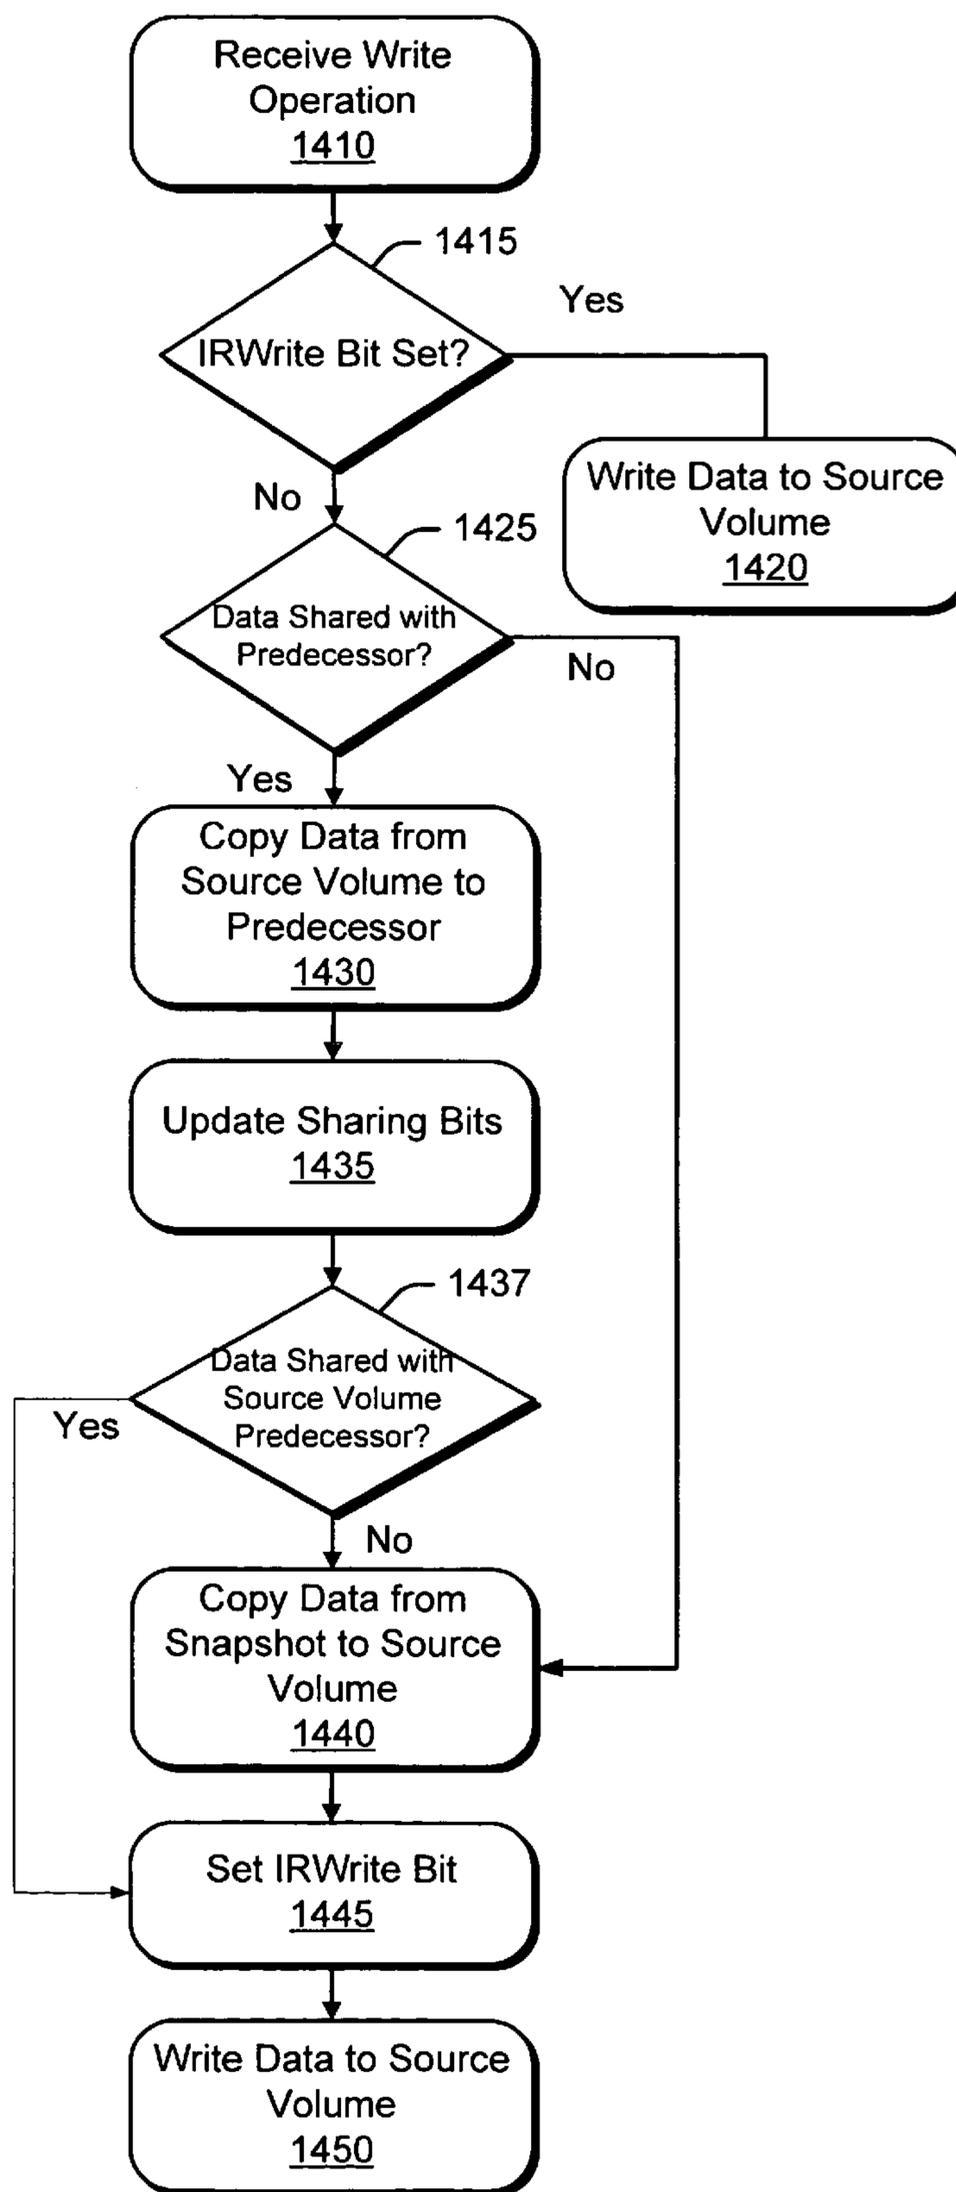 Receive Write
Operation
1410
1415
IRWrite Bit Set?
Yes
Write Data to Source
Volume
1420
No
1425
Data Shared with
Predecessor?
No
Yes
Copy Data from
Source Volume to
Predecessor
1430
Update Sharing Bits
1435
1437
Data Shared with
Source Volume
Predecessor?
Yes
No
Copy Data from
Snapshot to Source
Volume
1440
Set IRWrite Bit
1445
Write Data to Source
Volume
1450